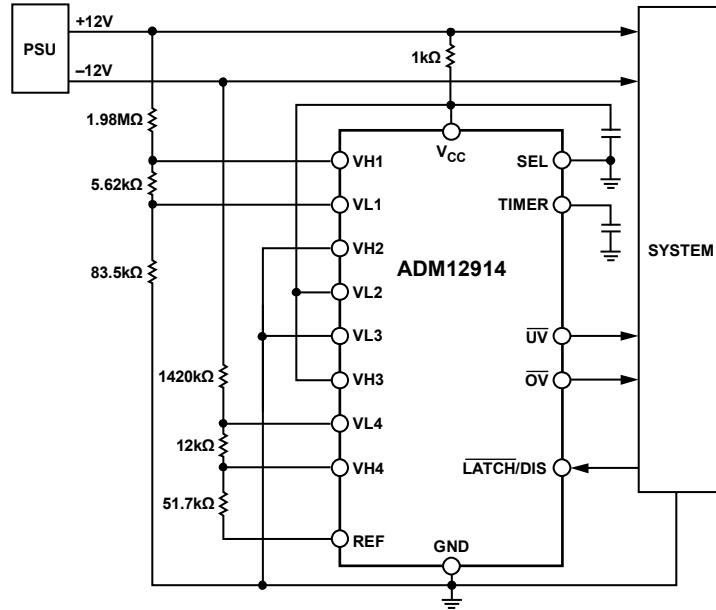 PSU
+12V
–12V
1kΩ
1.98MΩ
5.62kΩ
83.5kΩ
1420kΩ
12kΩ
51.7kΩ
VCC
VH1
VL1
VH2
VL2
VL3
VH3
VL4
VH4
REF
ADM12914
SEL
TIMER
UV
OV
LATCH/DIS
GND
SYSTEM